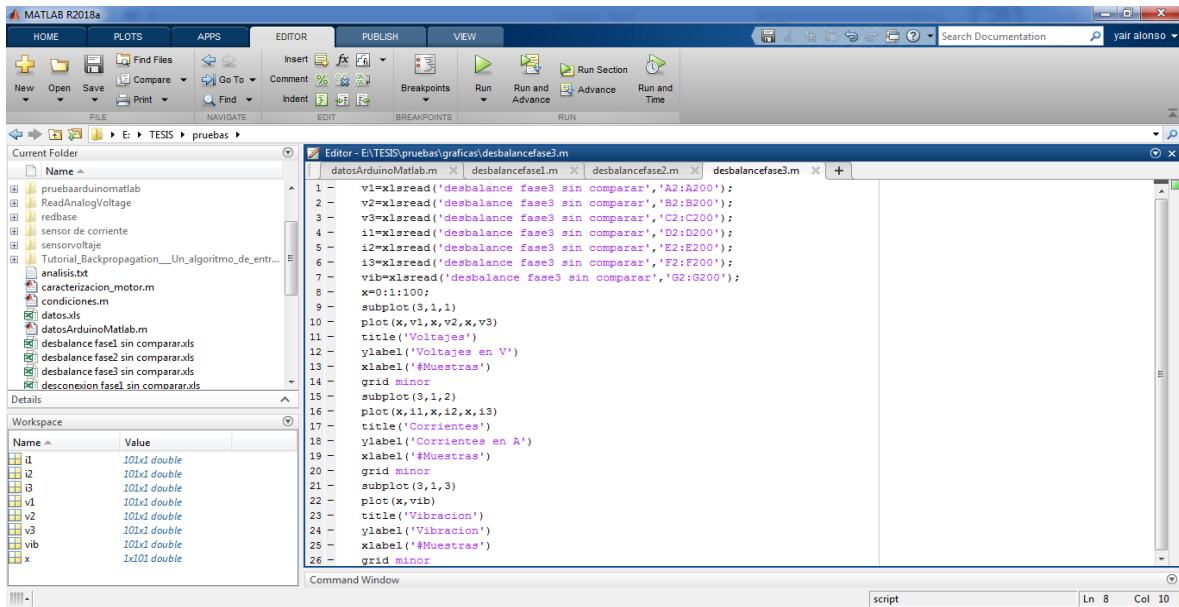 MATLAB R2018a
HOME PLOTS APPS EDITOR PUBLISH VIEW Search Documentation yair alonso
New Open Save Find Files Compare Print Go To Find Insert fx Comment Indent Breakpoints Run Run and Advance Run Section Advance Run and Time
FILE NAVIGATE EDIT BREAKPOINTS RUN
E: TESIS pruebas
Current Folder
Name
pruebaarduinomatlab
ReadAnalogVoltage
redbase
sensor de corriente
sensorvoltaje
Tutorial_Backpropagation__Un_algoritmo_de_entr...
analisis.txt
caracterizacion_motor.m
condiciones.m
datos.xls
datosArduinoMatlab.m
desbalance fase1 sin comparar.xls
desbalance fase2 sin comparar.xls
desbalance fase3 sin comparar.xls
desconexion fase1 sin comparar.xls
Details
Workspace
Name Value
i1 101x1 double
i2 101x1 double
i3 101x1 double
v1 101x1 double
v2 101x1 double
v3 101x1 double
vib 101x1 double
x 1x101 double
Editor - E:\TESIS\pruebas\graficas\desbalancefase3.m
datosArduinoMatlab.m desbalancefase1.m desbalancefase2.m desbalancefase3.m +
1 – v1=xlsread('desbalance fase3 sin comparar','A2:A200');
2 – v2=xlsread('desbalance fase3 sin comparar','B2:B200');
3 – v3=xlsread('desbalance fase3 sin comparar','C2:C200');
4 – i1=xlsread('desbalance fase3 sin comparar','D2:D200');
5 – i2=xlsread('desbalance fase3 sin comparar','E2:E200');
6 – i3=xlsread('desbalance fase3 sin comparar','F2:F200');
7 – vib=xlsread('desbalance fase3 sin comparar','G2:G200');
8 – x=0:1:100;
9 – subplot(3,1,1)
10 – plot(x,v1,x,v2,x,v3)
11 – title('Voltajes')
12 – ylabel('Voltajes en V')
13 – xlabel('#Muestras')
14 – grid minor
15 – subplot(3,1,2)
16 – plot(x,i1,x,i2,x,i3)
17 – title('Corrientes')
18 – ylabel('Corrientes en A')
19 – xlabel('#Muestras')
20 – grid minor
21 – subplot(3,1,3)
22 – plot(x,vib)
23 – title('Vibracion')
24 – ylabel('Vibracion')
25 – xlabel('#Muestras')
26 – grid minor
Command Window
script Ln 8 Col 10